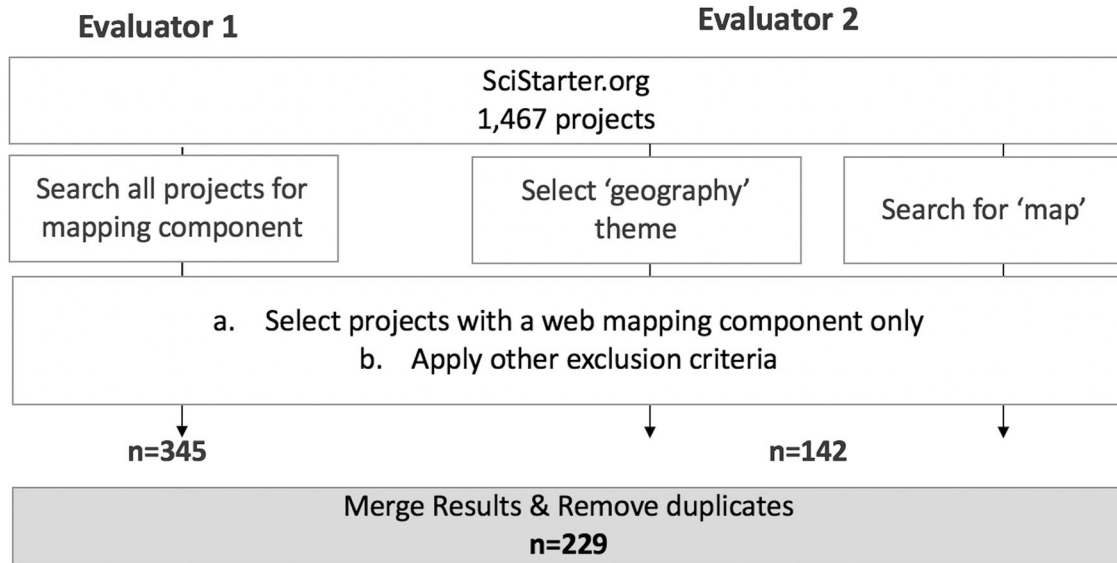 Evaluator 1
Evaluator 2
SciStarter.org
1,467 projects
Search all projects for
mapping component
Select ‘geography’
theme
Search for ‘map’
a. Select projects with a web mapping component only
b. Apply other exclusion criteria
n=345
n=142
Merge Results & Remove duplicates
n=229